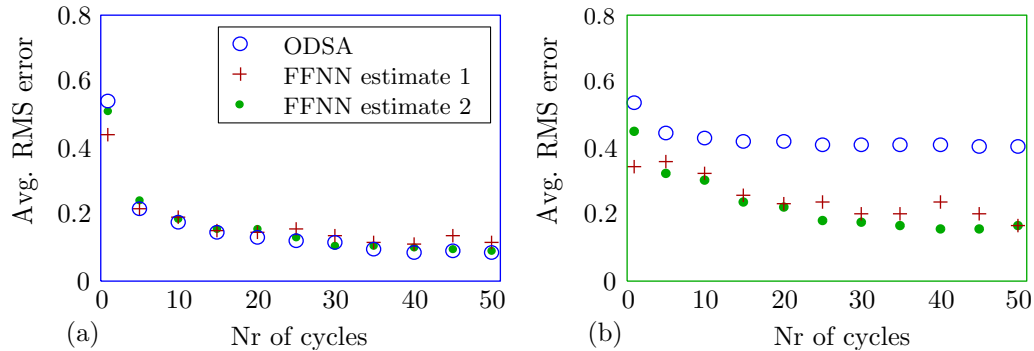 0.8
0.6
0.4
0.2
0
Avg. RMS error
ODSA
FFNN estimate 1
FFNN estimate 2
0 10 20 30 40 50
Nr of cycles
(a)
0.8
0.6
0.4
0.2
0
Avg. RMS error
0 10 20 30 40 50
Nr of cycles
(b)